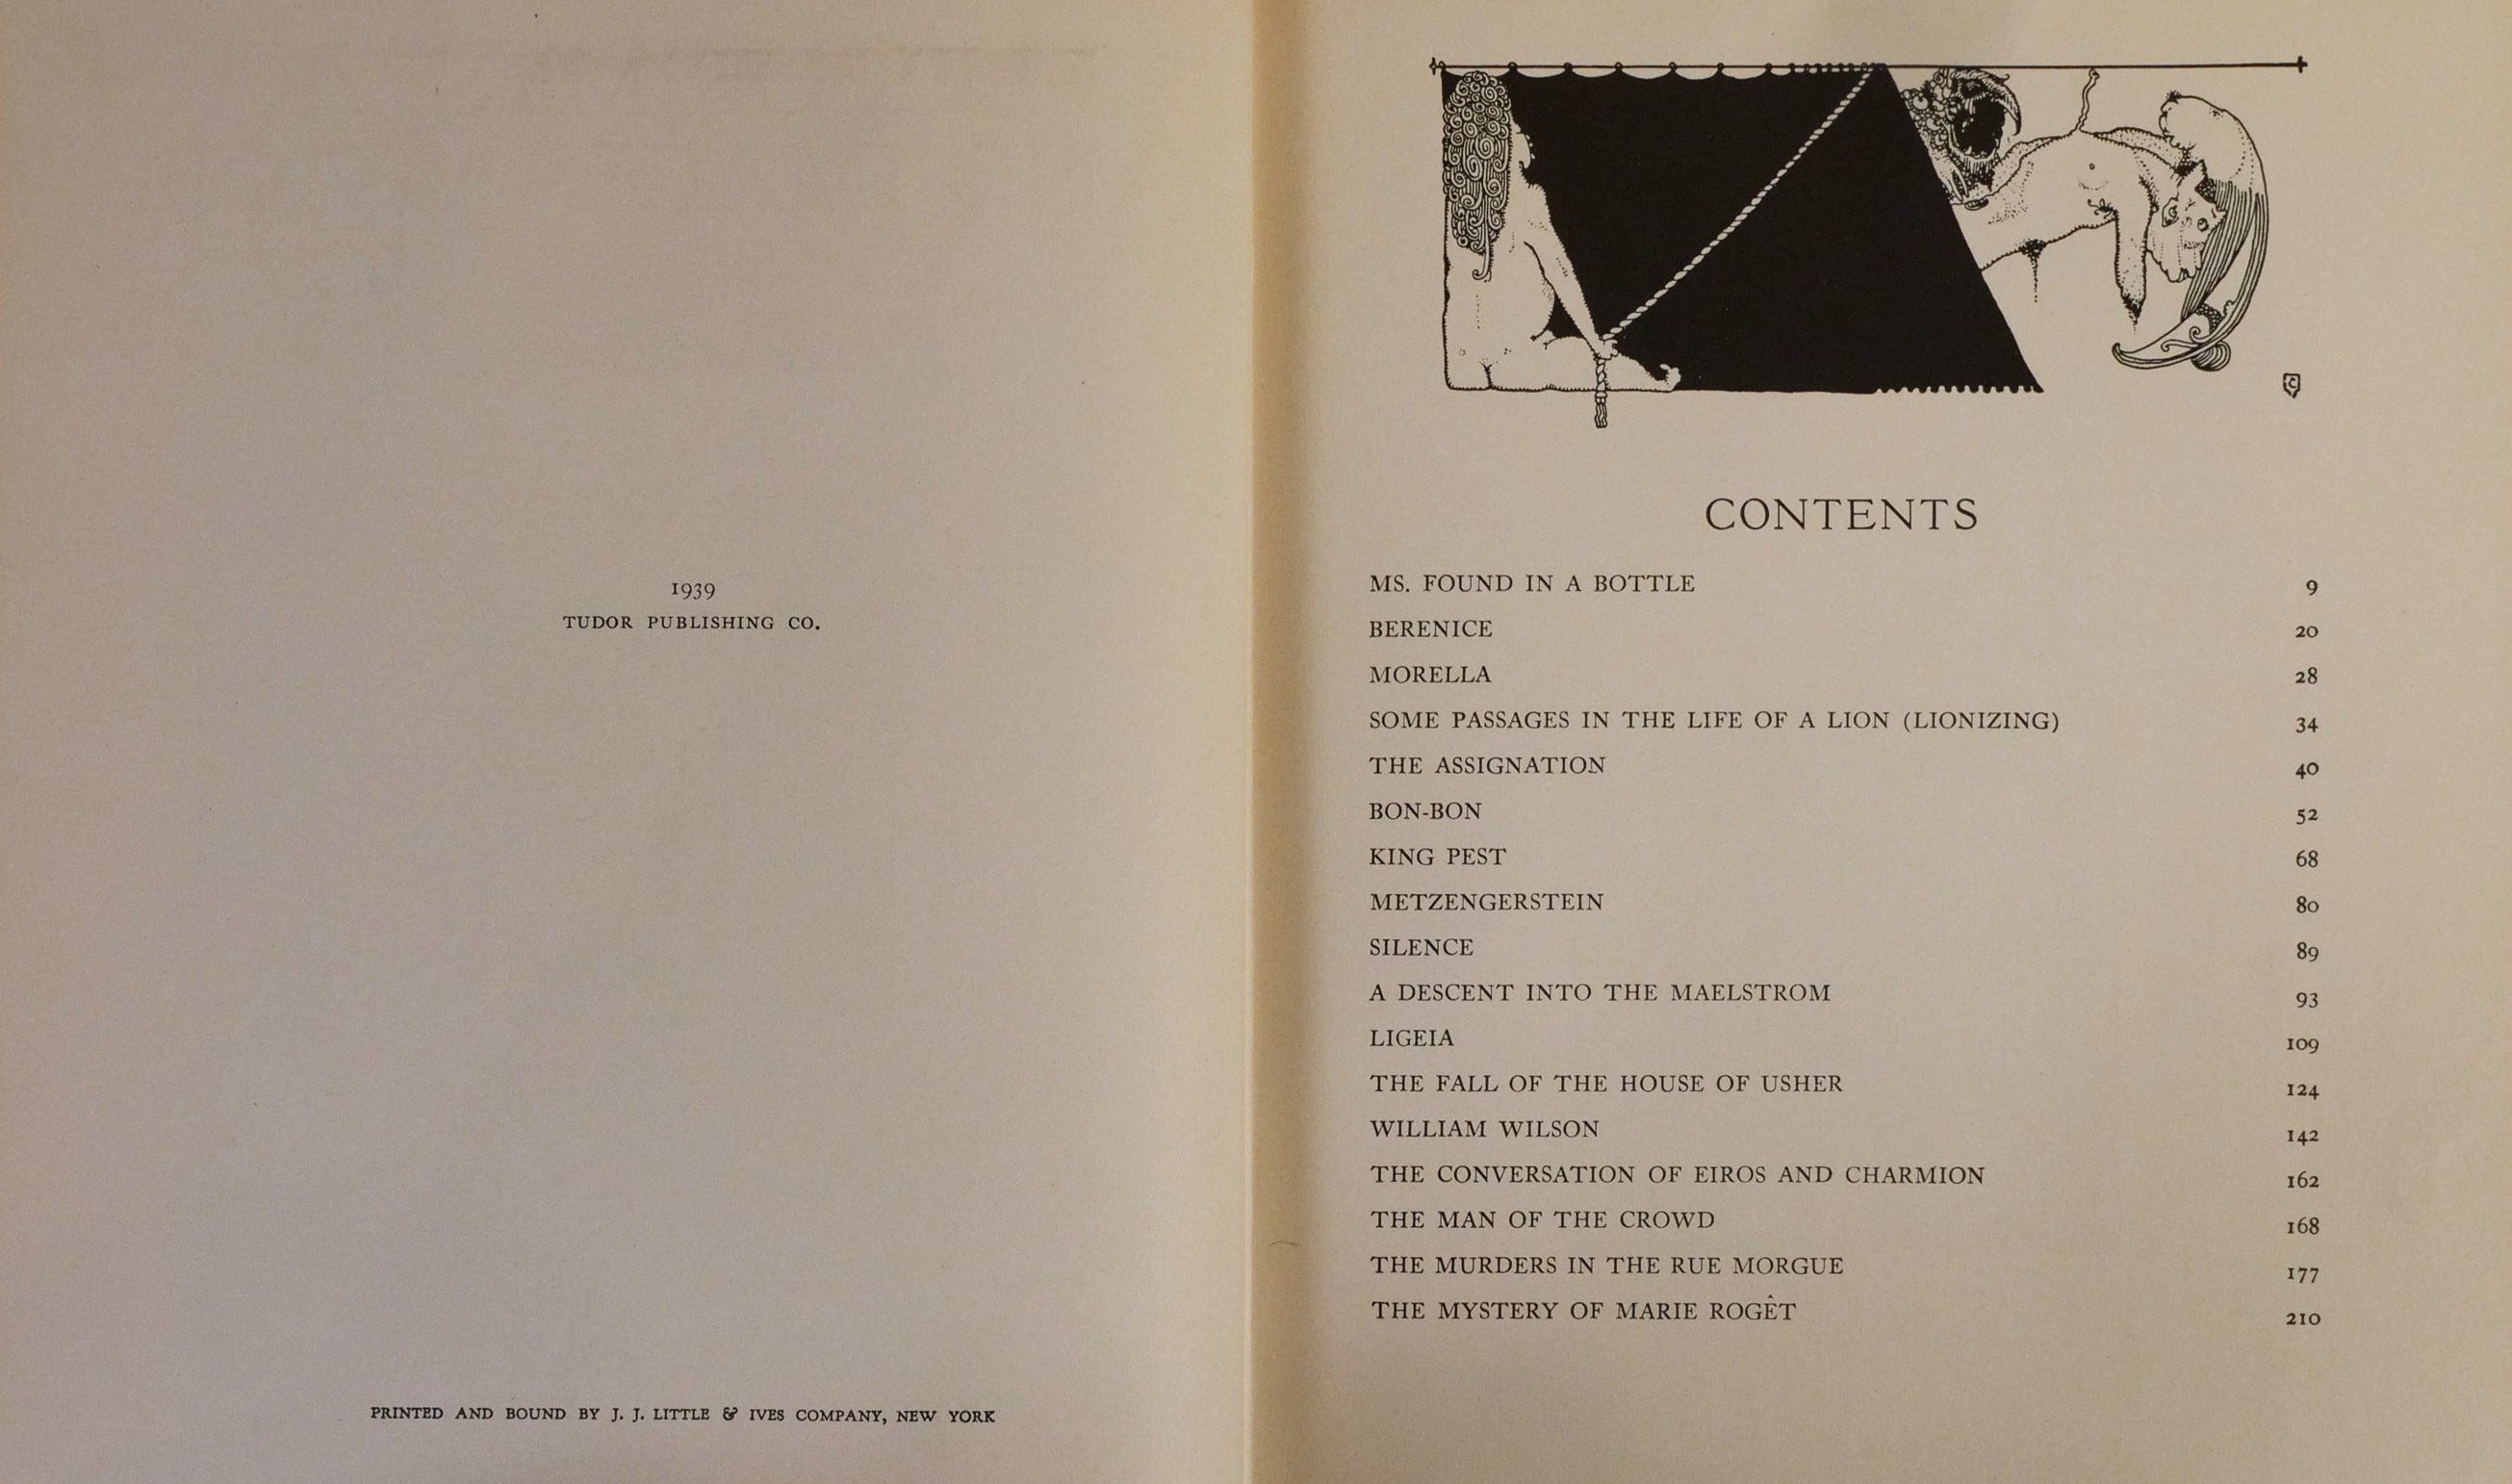 1939
TUDOR PUBLISHING CO.
PRINTED AND BOUND BY J. J. LITTLE & IVES COMPANY, NEW YORK
CONTENTS
MS. FOUND IN A BOTTLE 9
BERENICE 20
MORELLA 28
SOME PASSAGES IN THE LIFE OF A LION (LIONIZING) 34
THE ASSIGNATION 40
BON-BON 52
KING PEST 68
METZENGERSTEIN 80
SILENCE 89
A DESCENT INTO THE MAELSTROM 93
LIGEIA 109
THE FALL OF THE HOUSE OF USHER 124
WILLIAM WILSON 142
THE CONVERSATION OF EIROS AND CHARMION 162
THE MAN OF THE CROWD 168
THE MURDERS IN THE RUE MORGUE 177
THE MYSTERY OF MARIE ROGÊT 210